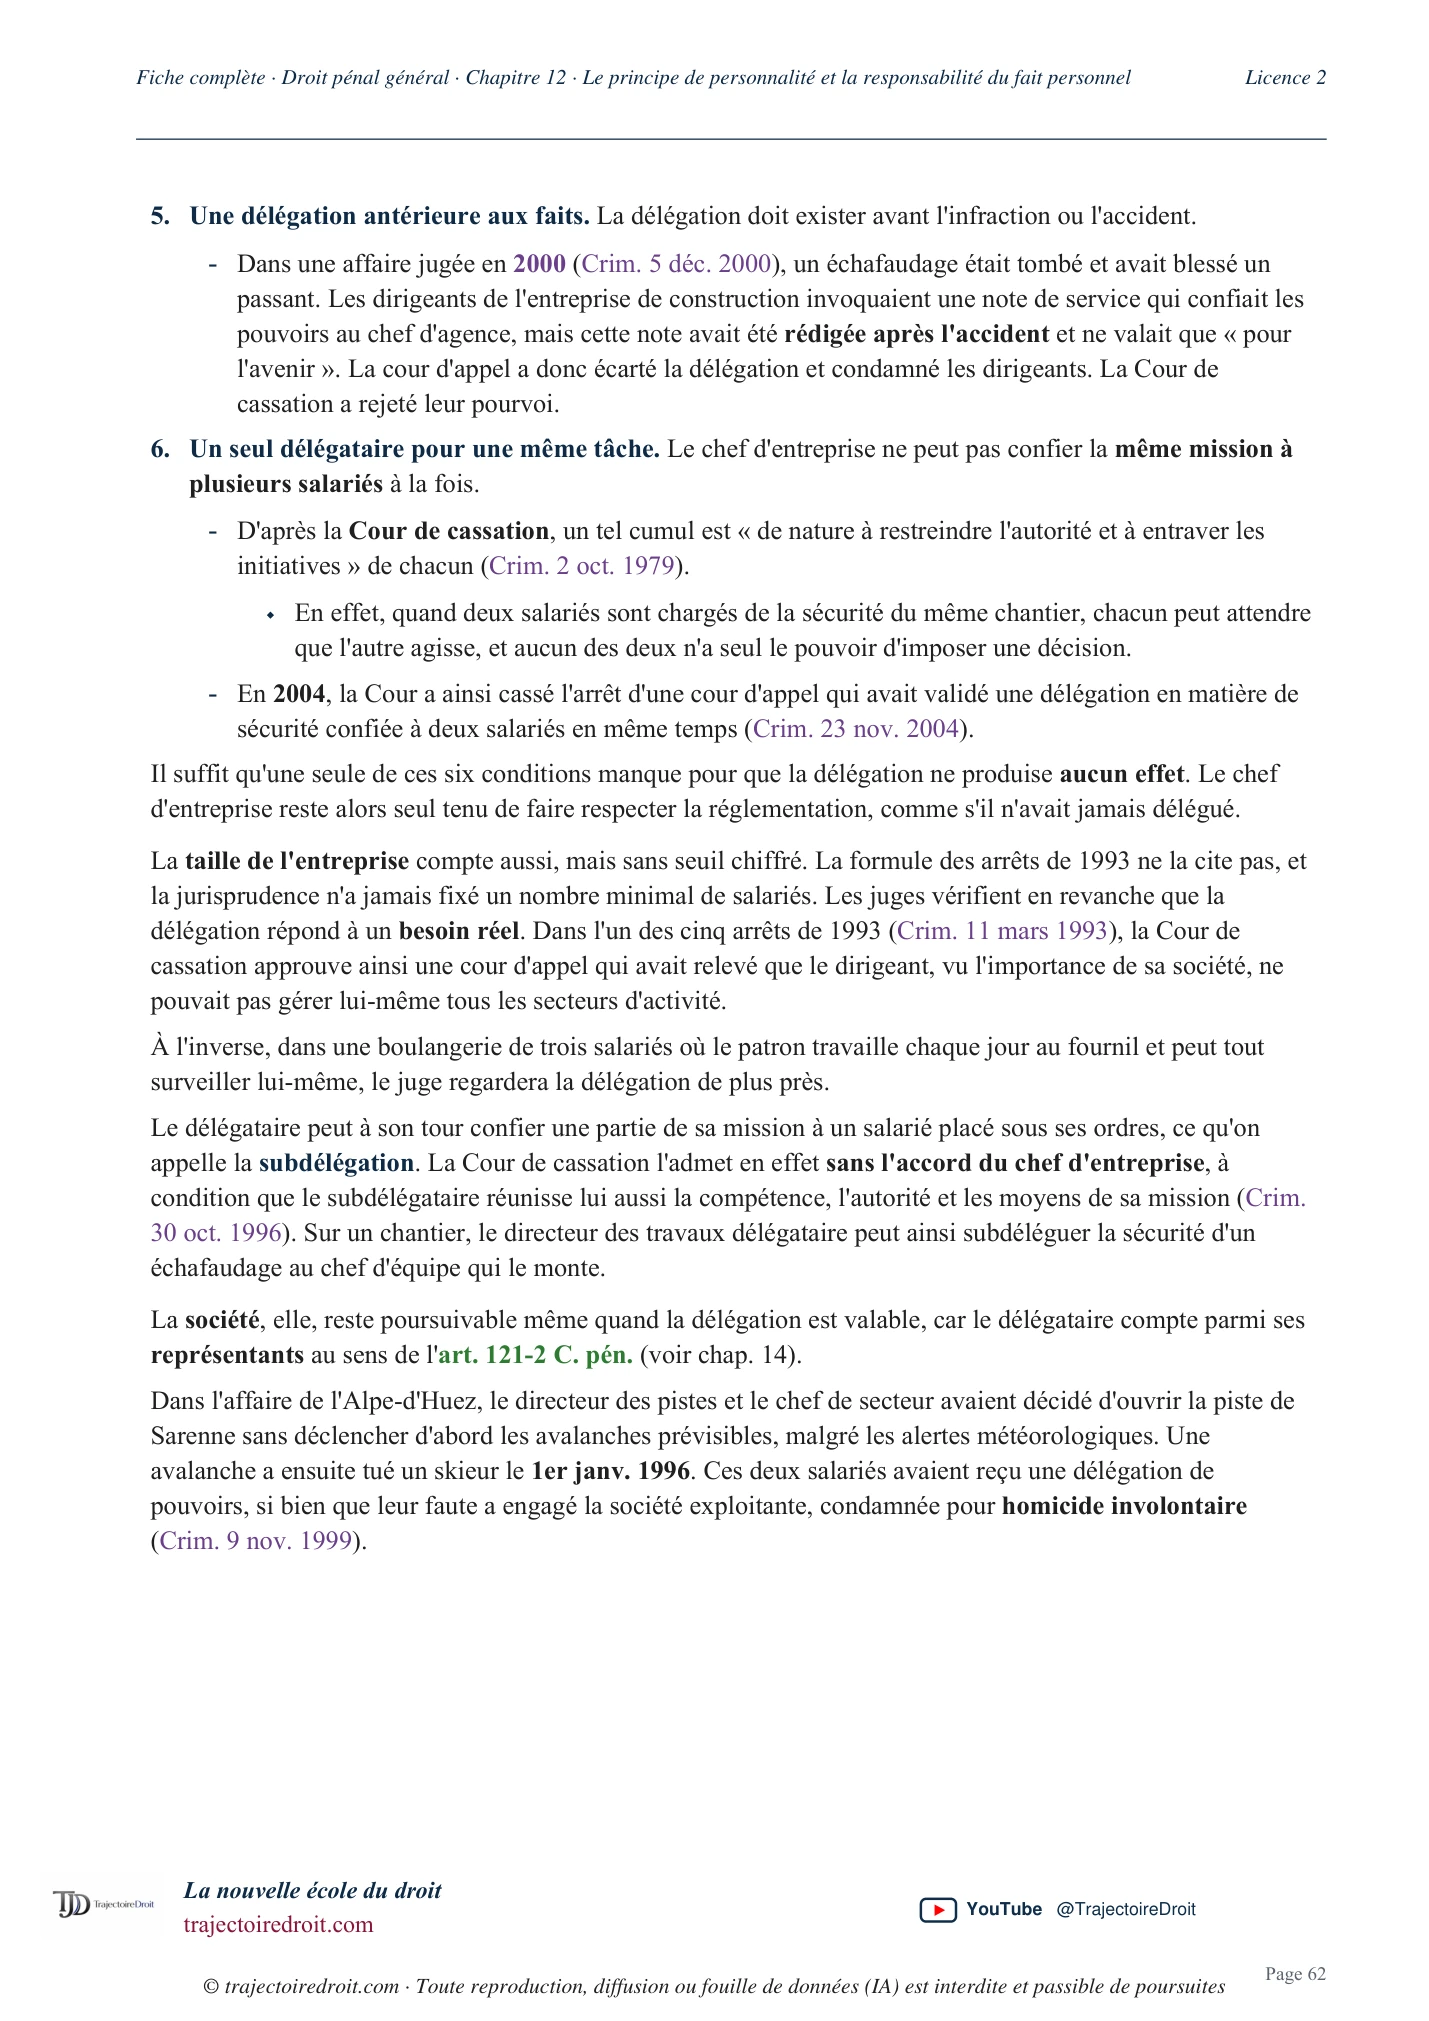 Fiche complète · Droit pénal général · Chapitre 12 · Le principe de personnalité et la responsabilité du fait personnel Licence 2
5. Une délégation antérieure aux faits. La délégation doit exister avant l'infraction ou l'accident.
- Dans une affaire jugée en 2000 (Crim. 5 déc. 2000), un échafaudage était tombé et avait blessé un
passant. Les dirigeants de l'entreprise de construction invoquaient une note de service qui confiait les
pouvoirs au chef d'agence, mais cette note avait été rédigée après l'accident et ne valait que « pour
l'avenir ». La cour d'appel a donc écarté la délégation et condamné les dirigeants. La Cour de
cassation a rejeté leur pourvoi.
6. Un seul délégataire pour une même tâche. Le chef d'entreprise ne peut pas confier la même mission à
plusieurs salariés à la fois.
- D'après la Cour de cassation, un tel cumul est « de nature à restreindre l'autorité et à entraver les
initiatives » de chacun (Crim. 2 oct. 1979).
⬩ En effet, quand deux salariés sont chargés de la sécurité du même chantier, chacun peut attendre
que l'autre agisse, et aucun des deux n'a seul le pouvoir d'imposer une décision.
- En 2004, la Cour a ainsi cassé l'arrêt d'une cour d'appel qui avait validé une délégation en matière de
sécurité confiée à deux salariés en même temps (Crim. 23 nov. 2004).
Il suffit qu'une seule de ces six conditions manque pour que la délégation ne produise aucun effet. Le chef
d'entreprise reste alors seul tenu de faire respecter la réglementation, comme s'il n'avait jamais délégué.
La taille de l'entreprise compte aussi, mais sans seuil chiffré. La formule des arrêts de 1993 ne la cite pas, et
la jurisprudence n'a jamais fixé un nombre minimal de salariés. Les juges vérifient en revanche que la
délégation répond à un besoin réel. Dans l'un des cinq arrêts de 1993 (Crim. 11 mars 1993), la Cour de
cassation approuve ainsi une cour d'appel qui avait relevé que le dirigeant, vu l'importance de sa société, ne
pouvait pas gérer lui-même tous les secteurs d'activité.
À l'inverse, dans une boulangerie de trois salariés où le patron travaille chaque jour au fournil et peut tout
surveiller lui-même, le juge regardera la délégation de plus près.
Le délégataire peut à son tour confier une partie de sa mission à un salarié placé sous ses ordres, ce qu'on
appelle la subdélégation. La Cour de cassation l'admet en effet sans l'accord du chef d'entreprise, à
condition que le subdélégataire réunisse lui aussi la compétence, l'autorité et les moyens de sa mission (Crim.
30 oct. 1996). Sur un chantier, le directeur des travaux délégataire peut ainsi subdéléguer la sécurité d'un
échafaudage au chef d'équipe qui le monte.
La société, elle, reste poursuivable même quand la délégation est valable, car le délégataire compte parmi ses
représentants au sens de l'art. 121-2 C. pén. (voir chap. 14).
Dans l'affaire de l'Alpe-d'Huez, le directeur des pistes et le chef de secteur avaient décidé d'ouvrir la piste de
Sarenne sans déclencher d'abord les avalanches prévisibles, malgré les alertes météorologiques. Une
avalanche a ensuite tué un skieur le 1er janv. 1996. Ces deux salariés avaient reçu une délégation de
pouvoirs, si bien que leur faute a engagé la société exploitante, condamnée pour homicide involontaire
(Crim. 9 nov. 1999).
TJD TrajectoireDroit
La nouvelle école du droit
trajectoiredroit.com
YouTube @TrajectoireDroit
© trajectoiredroit.com · Toute reproduction, diffusion ou fouille de données (IA) est interdite et passible de poursuites
Page 62